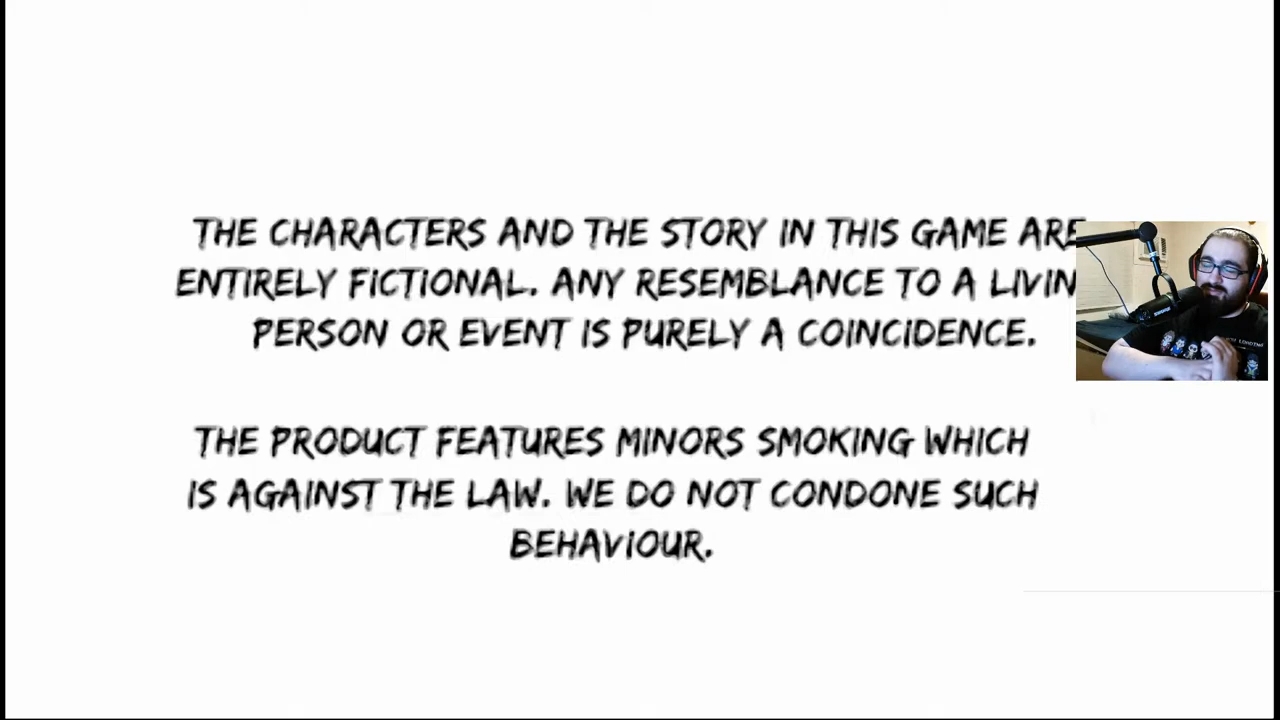 THE CHARACTERS AND THE STORY IN THIS GAME ARE
ENTIRELY FICTIONAL. ANY RESEMBLANCE TO A LIVIN
PERSON OR EVENT IS PURELY A COINCIDENCE.
THE PRODUCT FEATURES MINORS SMOKING WHICH
IS AGAINST THE LAW. WE DO NOT CONDONE SUCH
BEHAVIOUR.